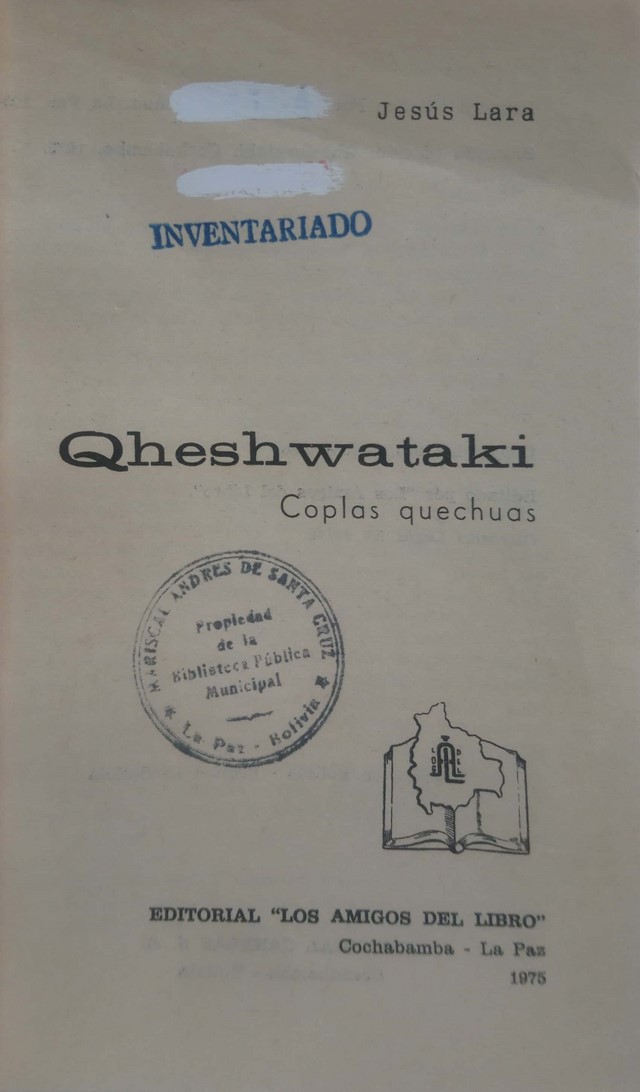 Jesús Lara
INVENTARIADO
Qheshwataki
Coplas quechuas
MARISCAL ANDRES DE SANTA CRUZ
Propiedad
de la
Biblioteca Pública
Municipal
La Paz - Bolivia
EDITORIAL "LOS AMIGOS DEL LIBRO"
Cochabamba - La Paz
1975